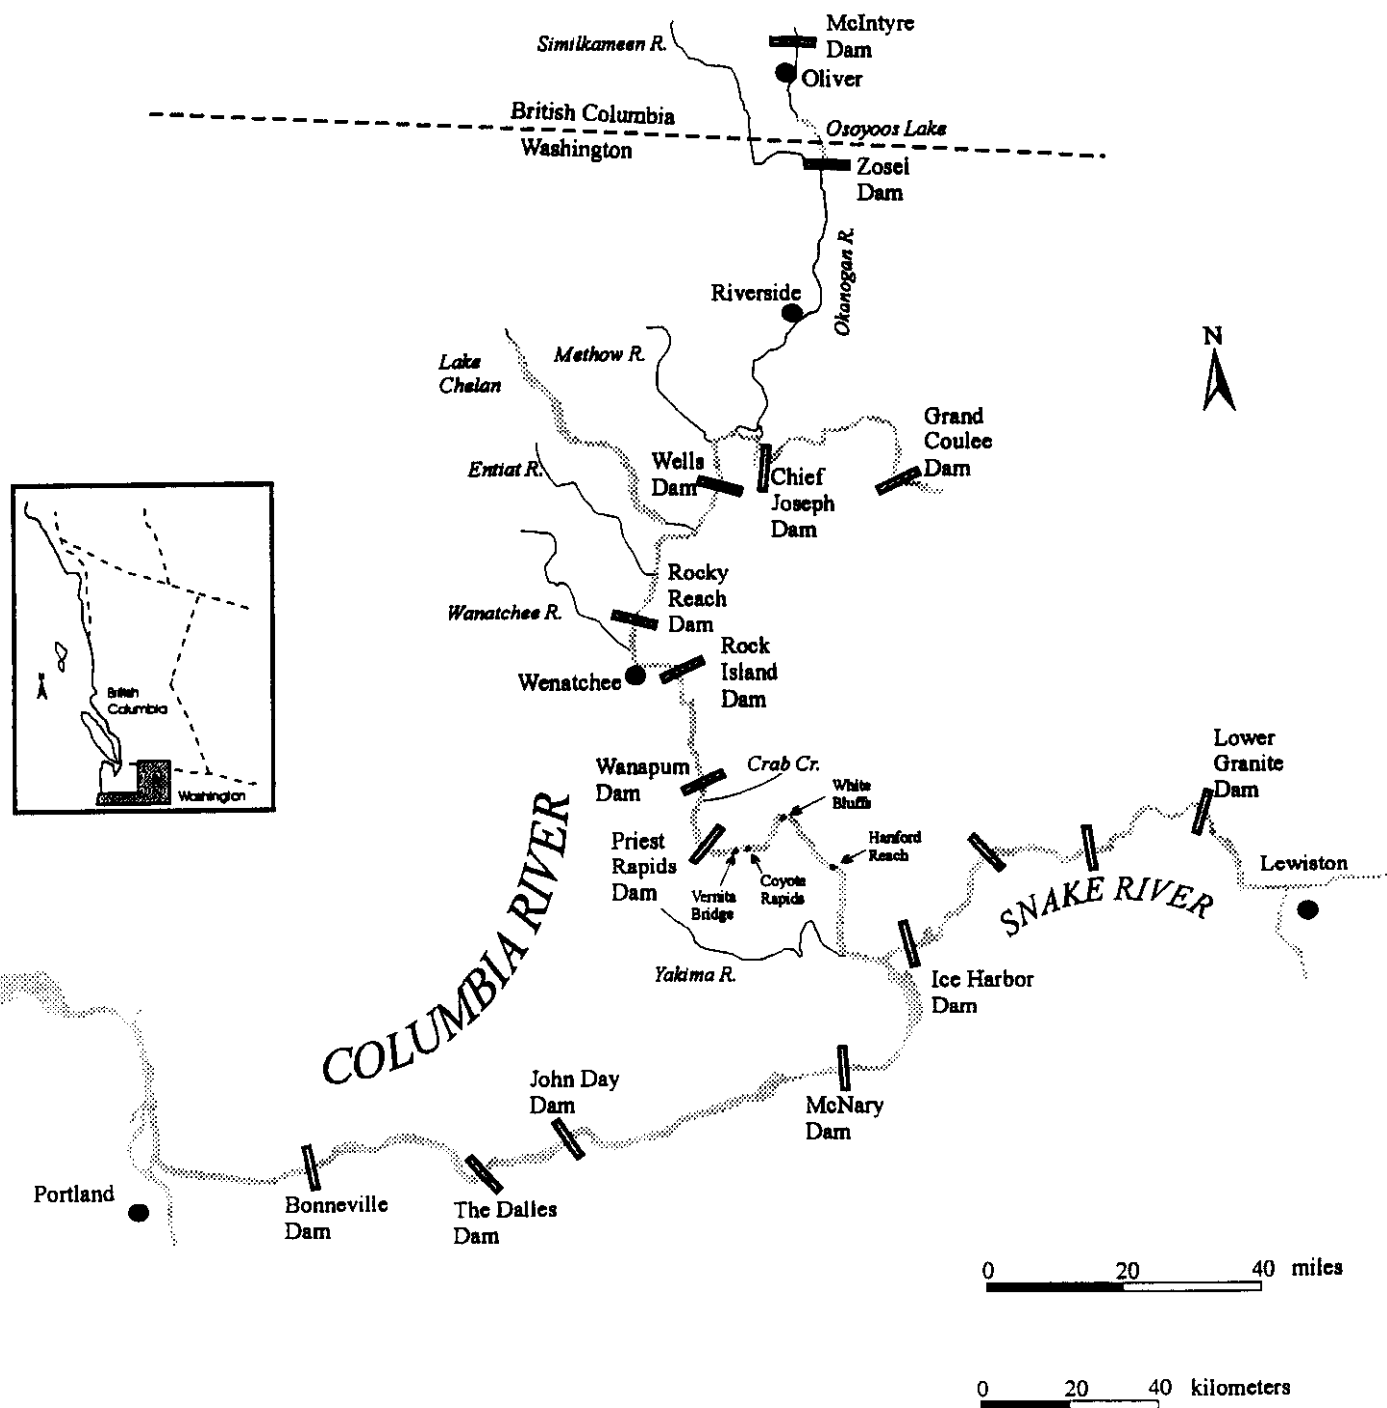 McIntyre
Dam
Similkameen R.
Oliver
British Columbia
Osoyoos Lake
Washington
Zosel
Dam
Okanogan R.
Riverside
N
Methow R.
Lake
Chelan
Grand
Coulee
Dam
Entiat R.
Wells
Dam
Chief
Joseph
Dam
Rocky
Reach
Dam
Wanatchee R.
Rock
Island
Dam
Wenatchee
N
British
Columbia
Washington
Wanapum
Dam
Crab Cr.
White
Bluffs
Lower
Granite
Dam
COLUMBIA RIVER
Priest
Rapids
Dam
Hanford
Reach
Vernita
Bridge
Coyote
Rapids
Lewiston
SNAKE RIVER
Yakima R.
Ice Harbor
Dam
John Day
Dam
McNary
Dam
Portland
Bonneville
Dam
The Dalles
Dam
0 20 40 miles
0 20 40 kilometers